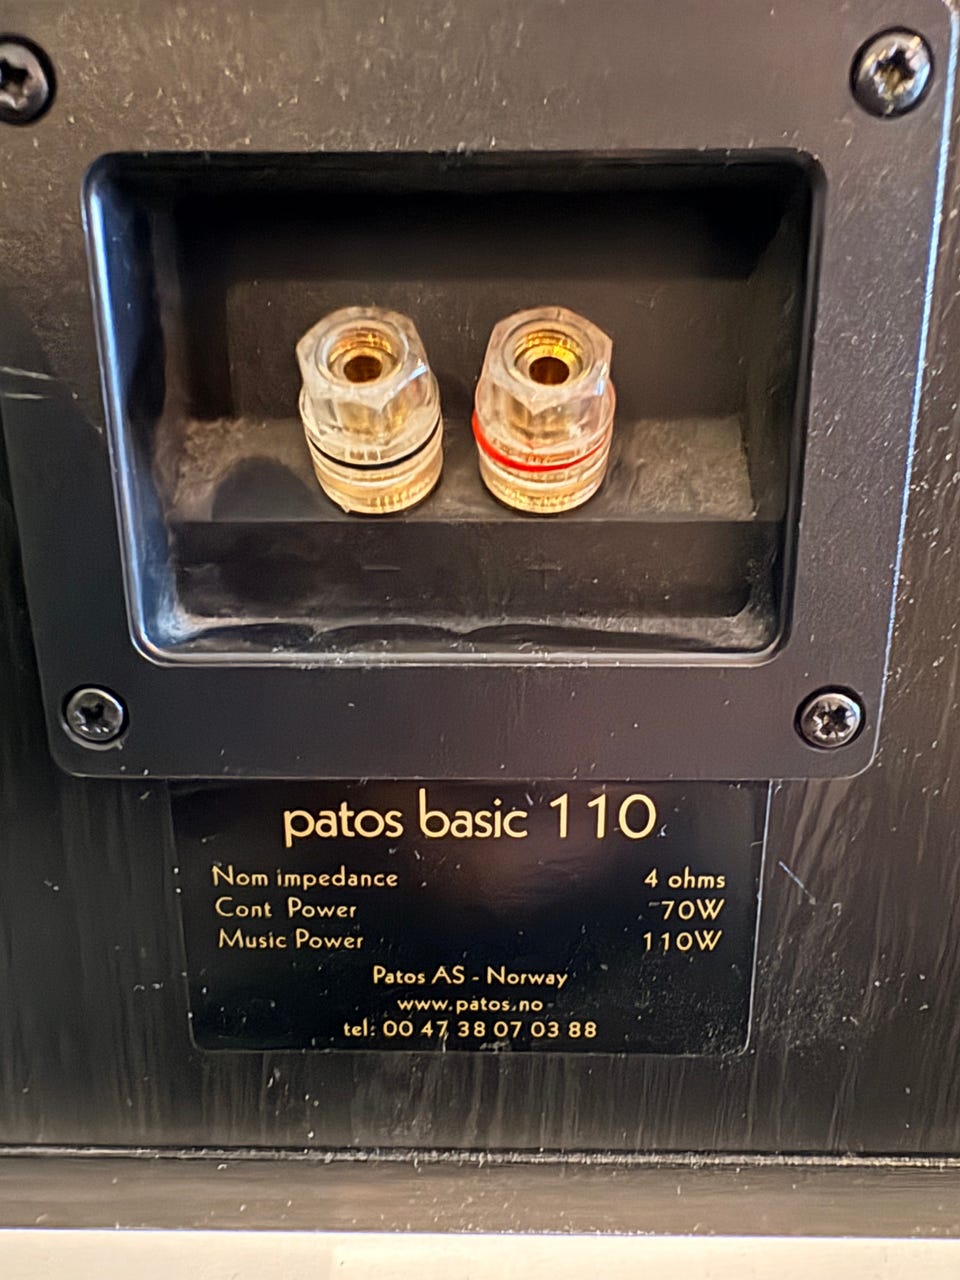 - +
patos basic 110
Nom impedance 4 ohms
Cont Power 70W
Music Power 110W
Patos AS - Norway
www.patos.no
tel: 00 47 38 07 03 88